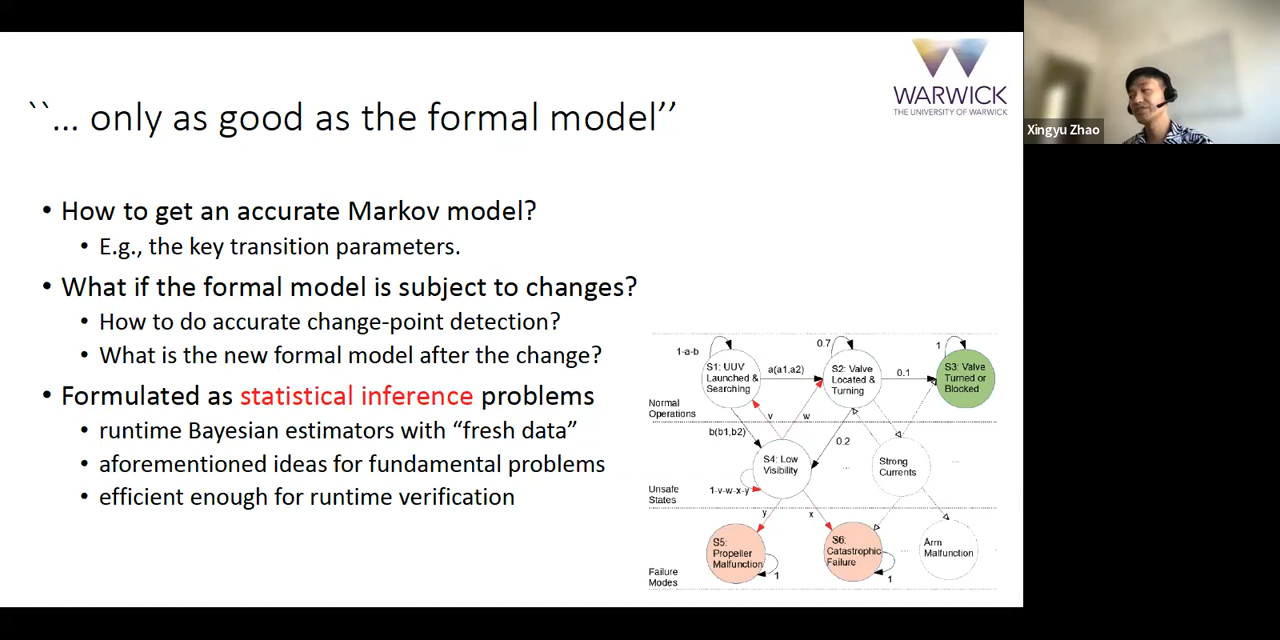 WARWICK
THE UNIVERSITY OF WARWICK
Xingyu Zhao
``... only as good as the formal model’’
• How to get an accurate Markov model?
• E.g., the key transition parameters.
• What if the formal model is subject to changes?
• How to do accurate change-point detection?
• What is the new formal model after the change?
• Formulated as statistical inference problems
• runtime Bayesian estimators with “fresh data”
• aforementioned ideas for fundamental problems
• efficient enough for runtime verification
1-a-b
0.7
1
S1: UUV
Launched &
Searching
a(a1,a2)
S2: Valve
Located &
Turning
0.1
S3: Valve
Turned or
Blocked
Normal
Operations
v
w
b(b1,b2)
0.2
S4: Low
Visibility
...
Strong
Currents
...
1-v-w-x-y
Unsafe
States
y
x
S5:
Propeller
Malfunction
1
S6:
Catastrophic
Failure
1
...
Arm
Malfunction
Failure
Modes